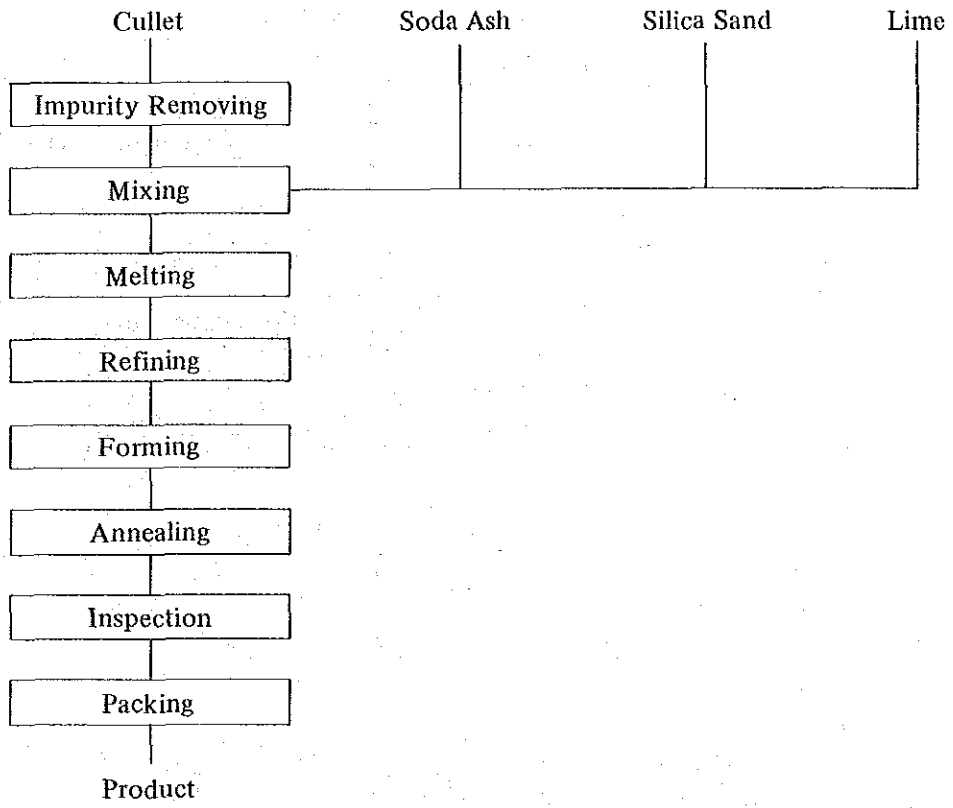 Cullet Soda Ash Silica Sand Lime
Impurity Removing
Mixing
Melting
Refining
Forming
Annealing
Inspection
Packing
Product